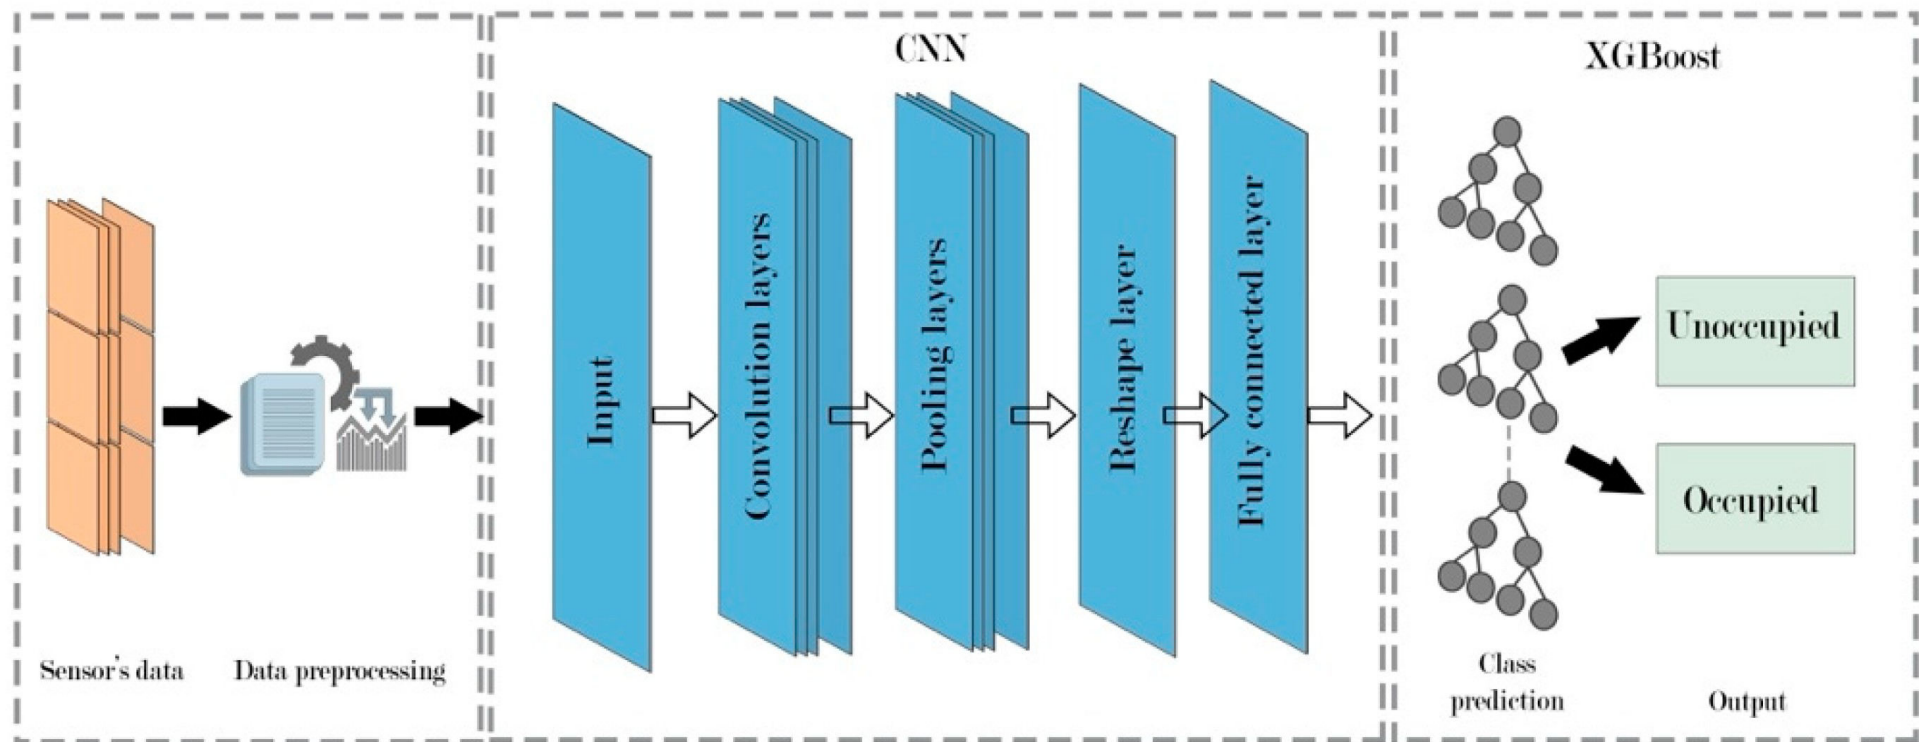 CNN
XGBoost
Input
Convolution layers
Pooling layers
Reshape layer
Fully connected layer
Unoccupied
Occupied
Sensor's data
Data preprocessing
Class
prediction
Output